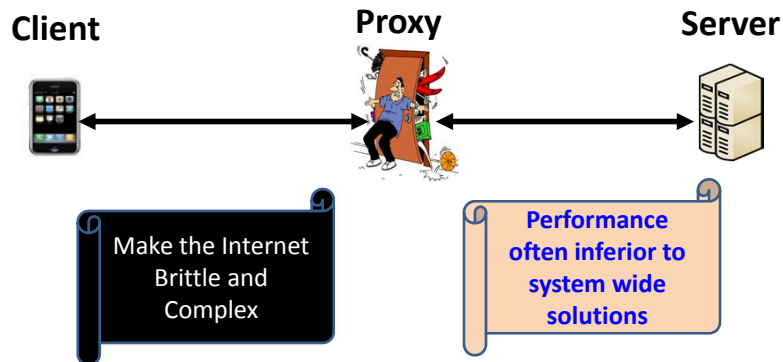 Client
Proxy
Server
Make the Internet
Brittle and
Complex
Performance
often inferior to
system wide
solutions